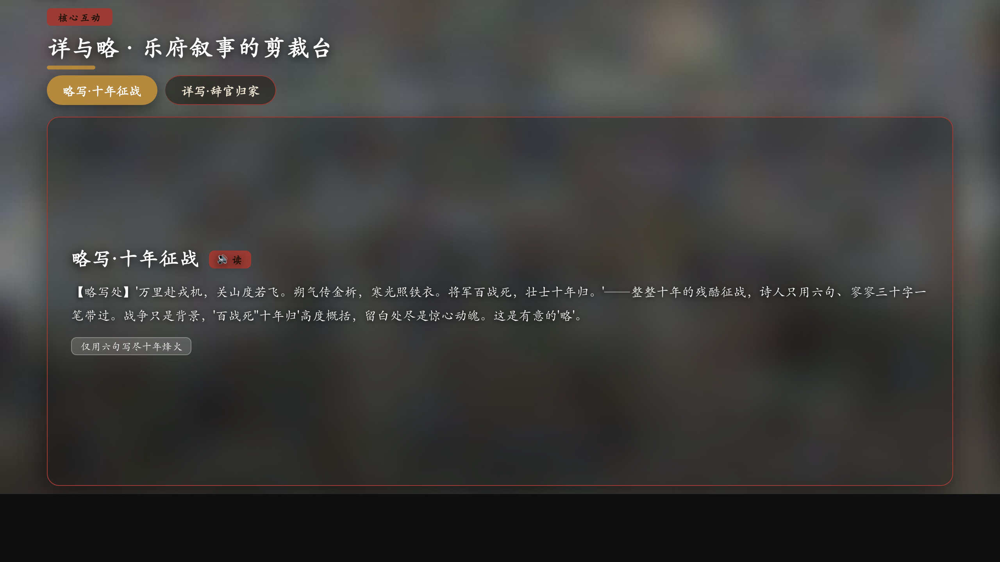 核心互动
详与略 · 乐府叙事的剪裁台
略写·十年征战
详写·辞官归家
略写·十年征战
读
【略写处】'万里赴戎机，关山度若飞。朔气传金柝，寒光照铁衣。将军百战死，壮士十年归。'——整整十年的残酷征战，诗人只用六句、寥寥三十字一
笔带过。战争只是背景，'百战死''十年归'高度概括，留白处尽是惊心动魄。这是有意的'略'。
仅用六句写尽十年烽火